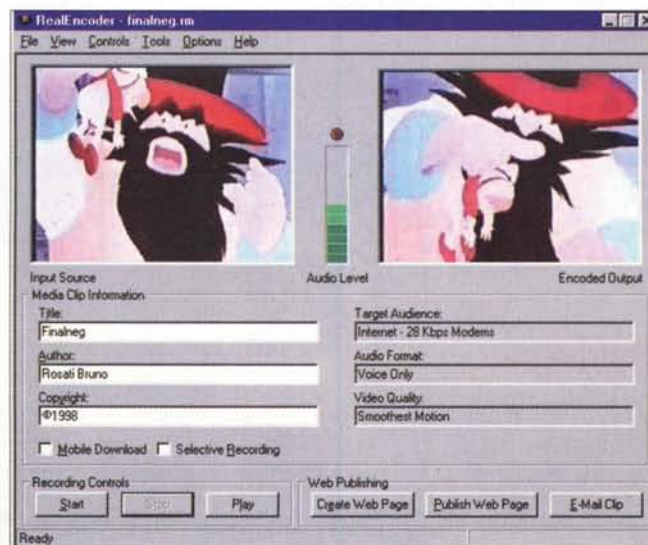 RealEncoder - finalneg.rm
File View Controls Tools Options Help
Input Source Audio Level Encoded Output
Media Clip Information
Title: Target Audience:
Finalneg Internet - 28 Kbps Modems
Author: Audio Format:
Rosati Bruno Voice Only
Copyright: Video Quality:
©1998 Smoothest Motion
Mobile Download Selective Recording
Recording Controls Web Publishing
Start Stop Play Create Web Page Publish Web Page E-Mail Clip
Ready